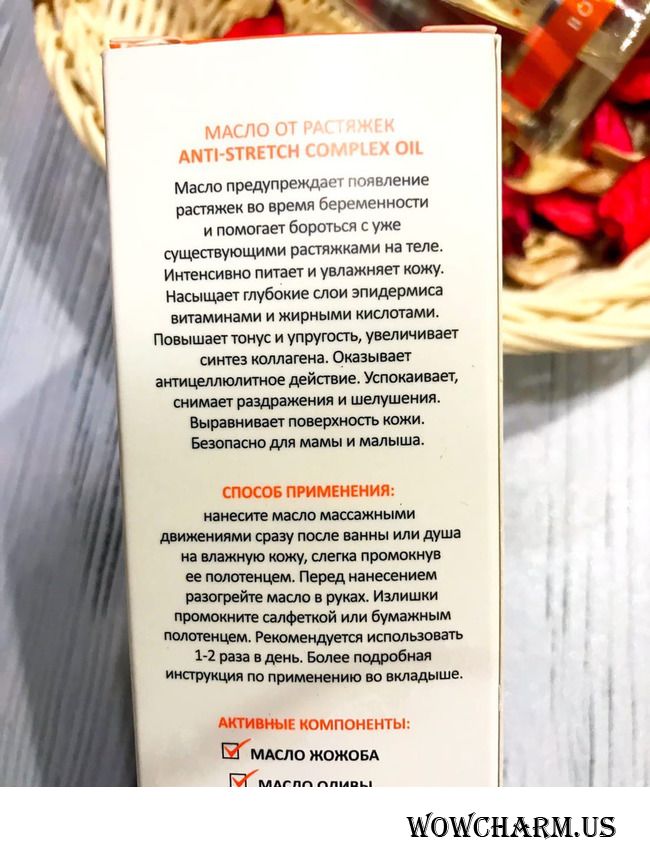 МАСЛО ОТ РАСТЯЖЕК
ANTI-STRETCH COMPLEX OIL
Масло предупреждает появление
растяжек во время беременности
и помогает бороться с уже
существующими растяжками на теле.
Интенсивно питает и увлажняет кожу.
Насыщает глубокие слои эпидермиса
витаминами и жирными кислотами.
Повышает тонус и упругость, увеличивает
синтез коллагена. Оказывает
антицеллюлитное действие. Успокаивает,
снимает раздражения и шелушения.
Выравнивает поверхность кожи.
Безопасно для мамы и малыша.
СПОСОБ ПРИМЕНЕНИЯ:
нанесите масло массажными
движениями сразу после ванны или душа
на влажную кожу, слегка промокнув
ее полотенцем. Перед нанесением
разогрейте масло в руках. Излишки
промокните салфеткой или бумажным
полотенцем. Рекомендуется использовать
1-2 раза в день. Более подробная
инструкция по применению во вкладыше.
АКТИВНЫЕ КОМПОНЕНТЫ:
МАСЛО ЖОЖОБА
МАСЛО ОЛИВЫ
WOWCHARM.US